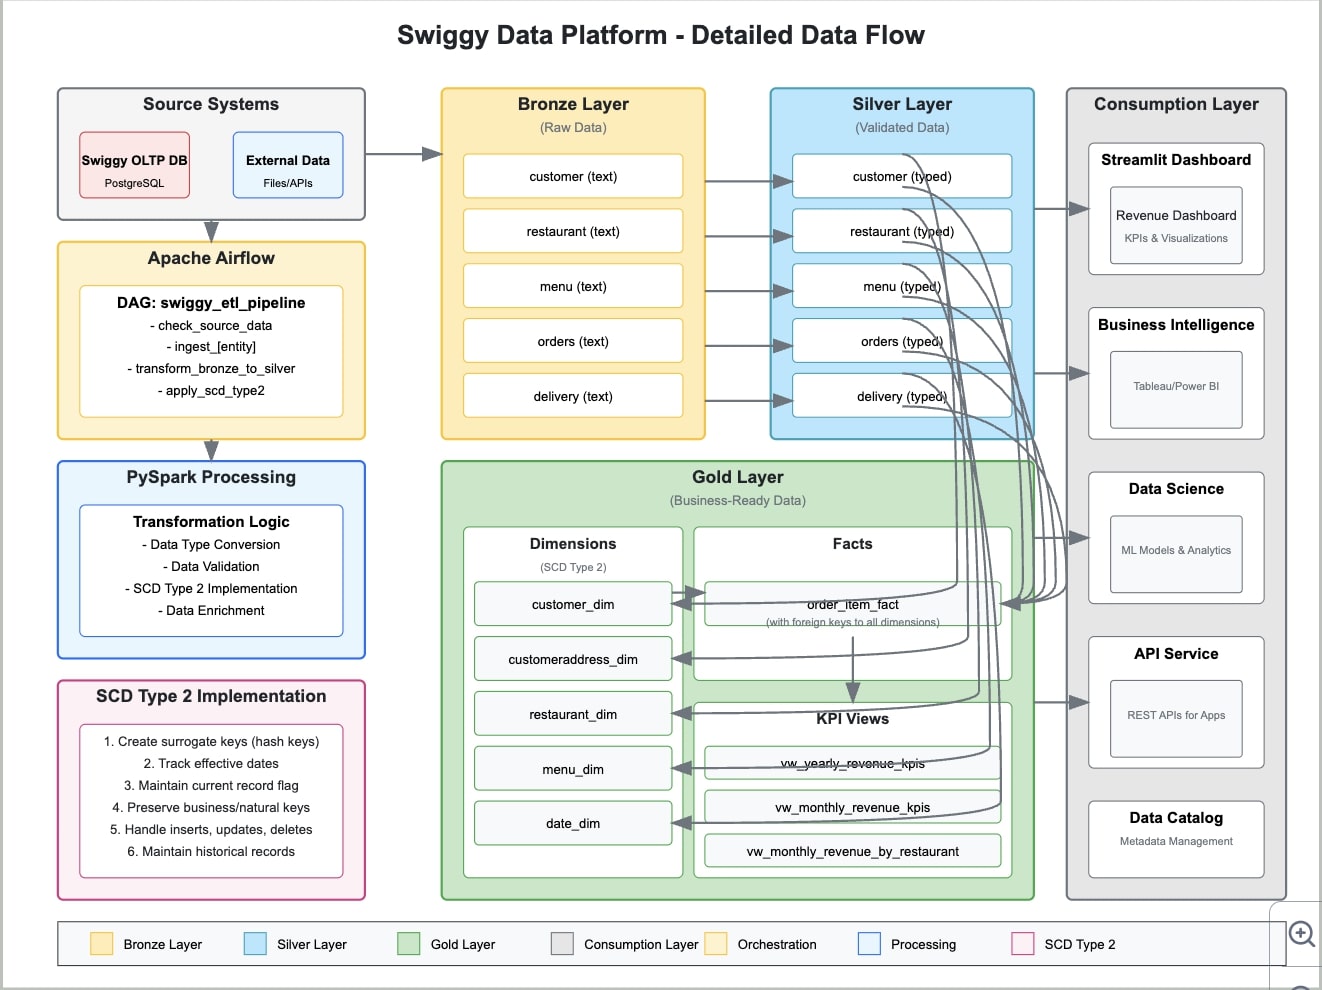 Swiggy Data Platform - Detailed Data Flow
Source Systems
Swiggy OLTP DB
PostgreSQL
External Data
Files/APIs
Apache Airflow
DAG: swiggy_etl_pipeline
- check_source_data
- ingest_[entity]
- transform_bronze_to_silver
- apply_scd_type2
PySpark Processing
Transformation Logic
- Data Type Conversion
- Data Validation
- SCD Type 2 Implementation
- Data Enrichment
SCD Type 2 Implementation
1. Create surrogate keys (hash keys)
2. Track effective dates
3. Maintain current record flag
4. Preserve business/natural keys
5. Handle inserts, updates, deletes
6. Maintain historical records
Bronze Layer
(Raw Data)
customer (text)
restaurant (text)
menu (text)
orders (text)
delivery (text)
Silver Layer
(Validated Data)
customer (typed)
restaurant (typed)
menu (typed)
orders (typed)
delivery (typed)
Gold Layer
(Business-Ready Data)
Dimensions
(SCD Type 2)
customer_dim
customeraddress_dim
restaurant_dim
menu_dim
date_dim
Facts
order_item_fact
(with foreign keys to all dimensions)
KPI Views
vw_yearly_revenue_kpis
vw_monthly_revenue_kpis
vw_monthly_revenue_by_restaurant
Consumption Layer
Streamlit Dashboard
Revenue Dashboard
KPIs & Visualizations
Business Intelligence
Tableau/Power BI
Data Science
ML Models & Analytics
API Service
REST APIs for Apps
Data Catalog
Metadata Management
Bronze Layer
Silver Layer
Gold Layer
Consumption Layer
Orchestration
Processing
SCD Type 2